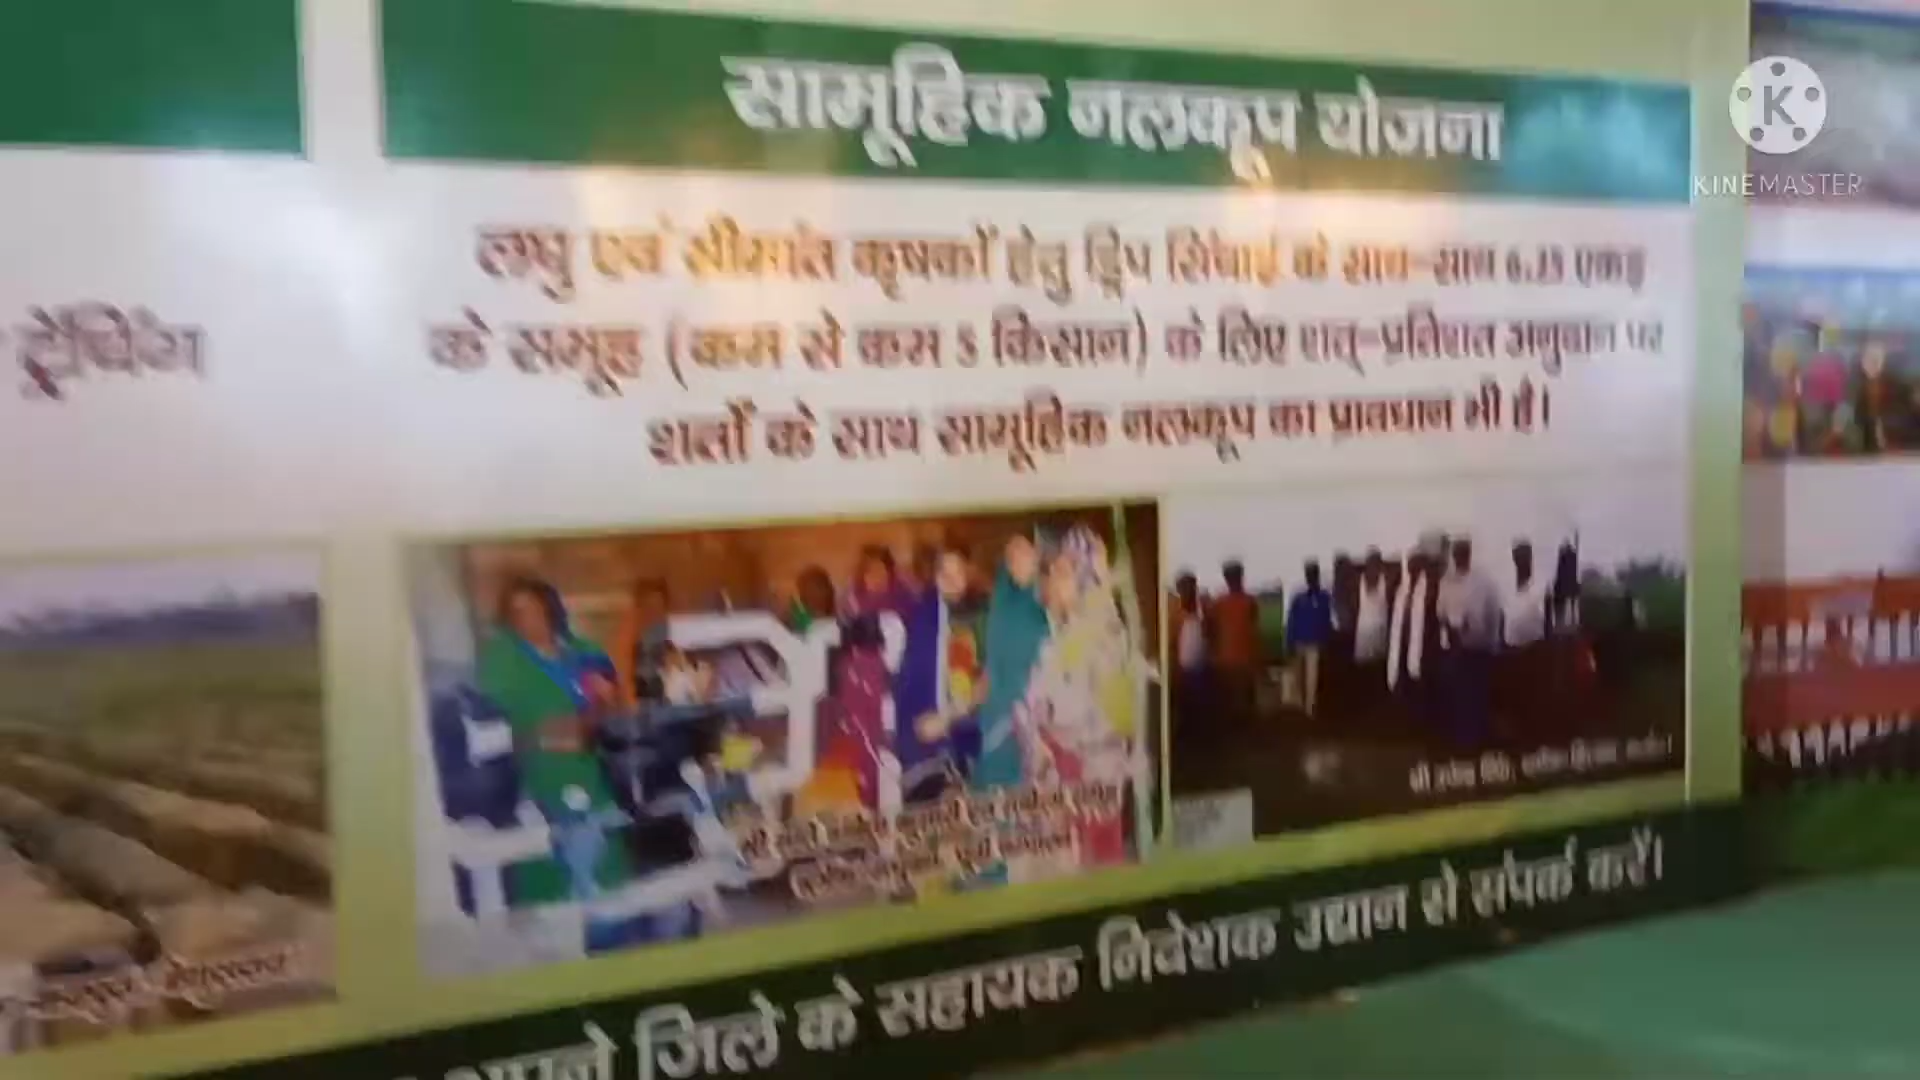 सामूहिक नलकूप योजना
लघु एवं सीमांत कृषकों हेतु ड्रिप सिंचाई के साथ-साथ 6.25 एकड़
के समूह (कम से कम 5 किसान) के लिए शत्-प्रतिशत अनुदान पर
शर्तों के साथ सामूहिक नलकूप का प्रावधान भी है।
ट्रेंचिंग
अपने जिले के सहायक निदेशक उद्यान से संपर्क करें।
K
KINEMASTER